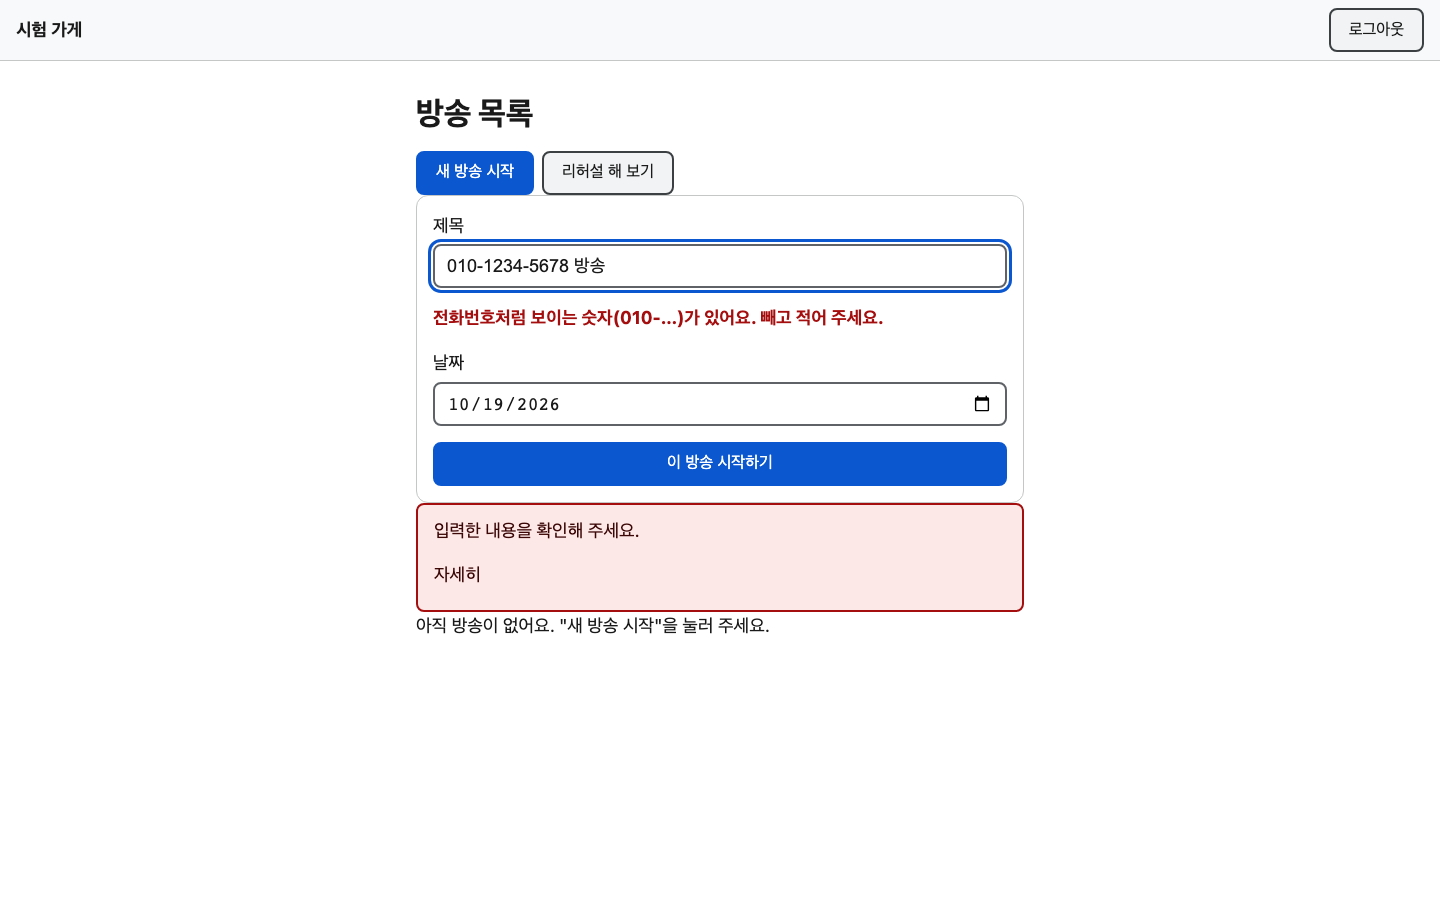 시험 가게
로그아웃
방송 목록
새 방송 시작
리허설 해 보기
제목
010-1234-5678 방송
전화번호처럼 보이는 숫자(010-...)가 있어요. 빼고 적어 주세요.
날짜
10/19/2026
이 방송 시작하기
입력한 내용을 확인해 주세요.
자세히
아직 방송이 없어요. "새 방송 시작"을 눌러 주세요.